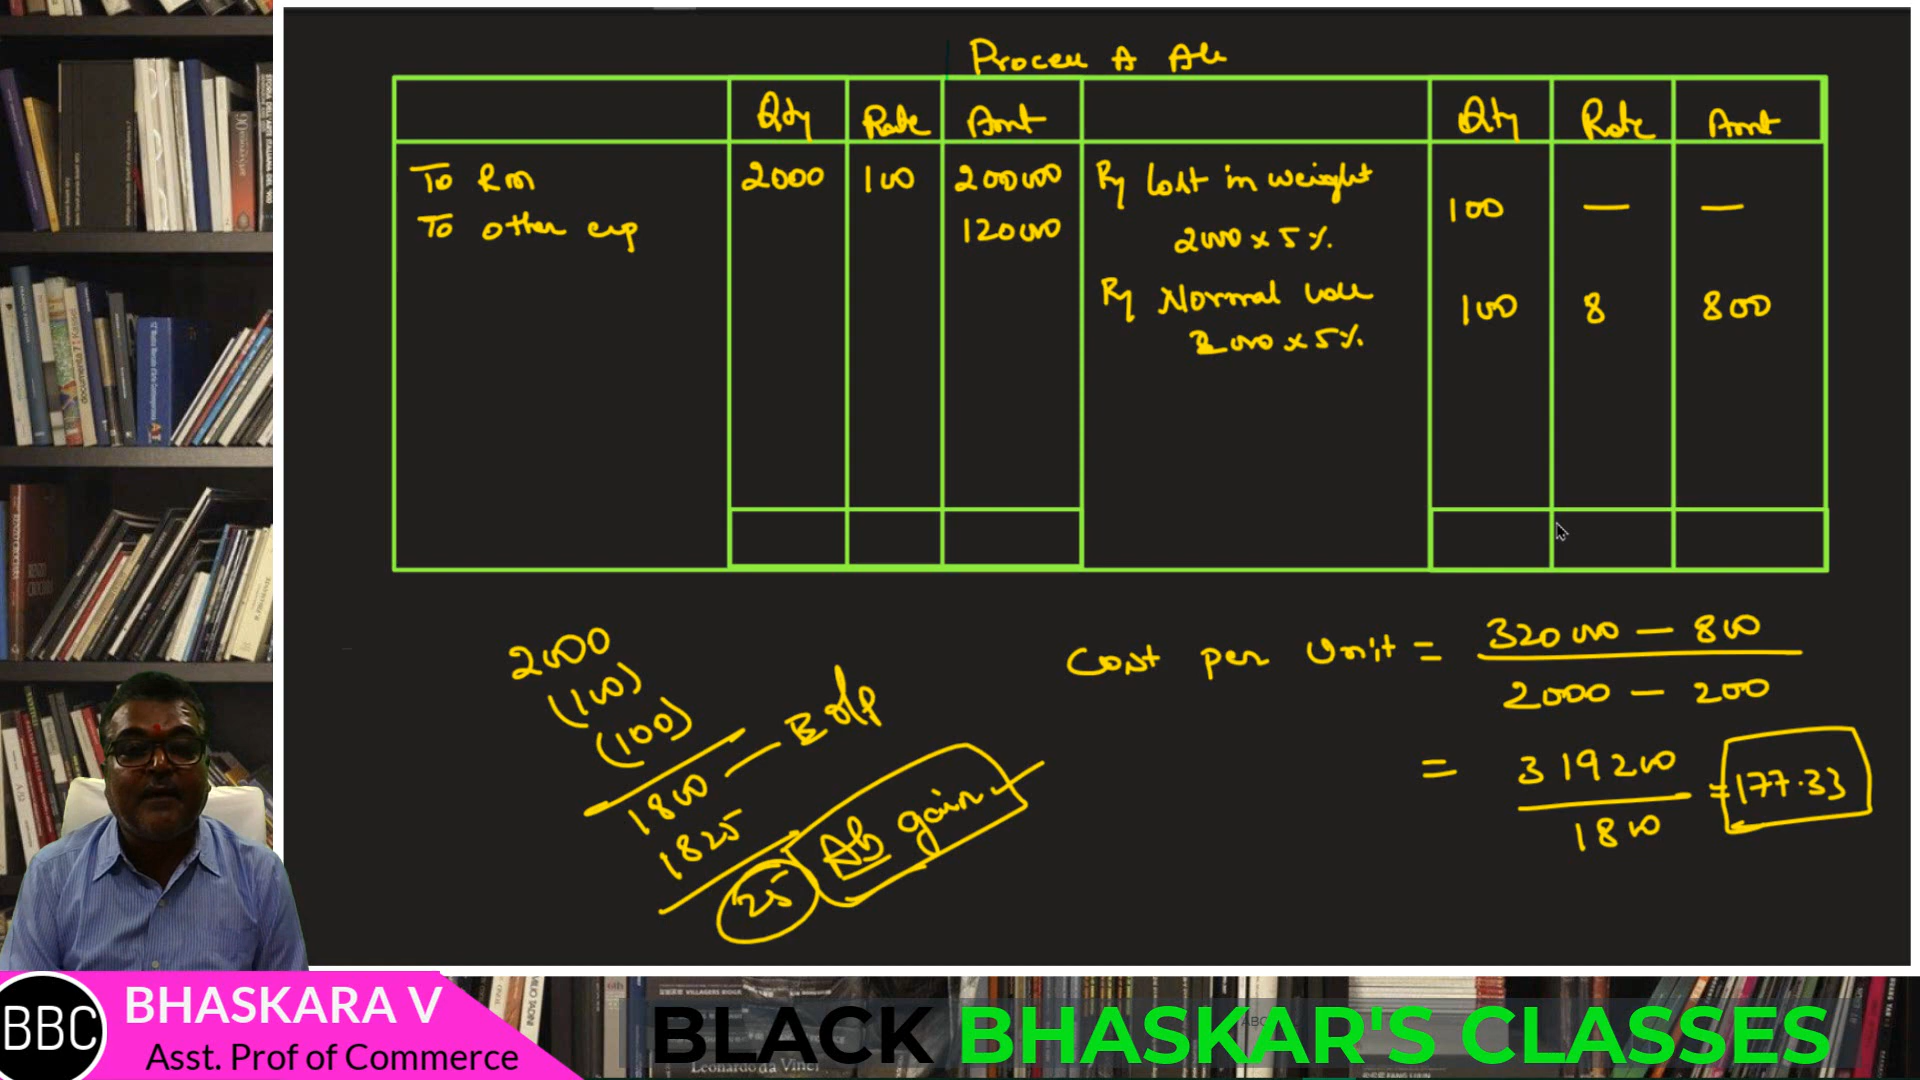 Process A A/c
Qty Rate Amt Qty Rate Amt
To Rm 2000 100 200000 By Lost in weight 100 — —
2000 x 5%
To other exp 120000
By Normal loss 100 8 800
2000 x 5%
2000
(100)
(100)
1800 — o/p
1825
25 Ab gain
Cost per Unit = 320000 — 800
2000 — 200
= 319200 = 177.33
1800
BBC
BHASKARA V
Asst. Prof of Commerce
BLACK BHASKAR'S CLASSES
Leonardo da Vinci